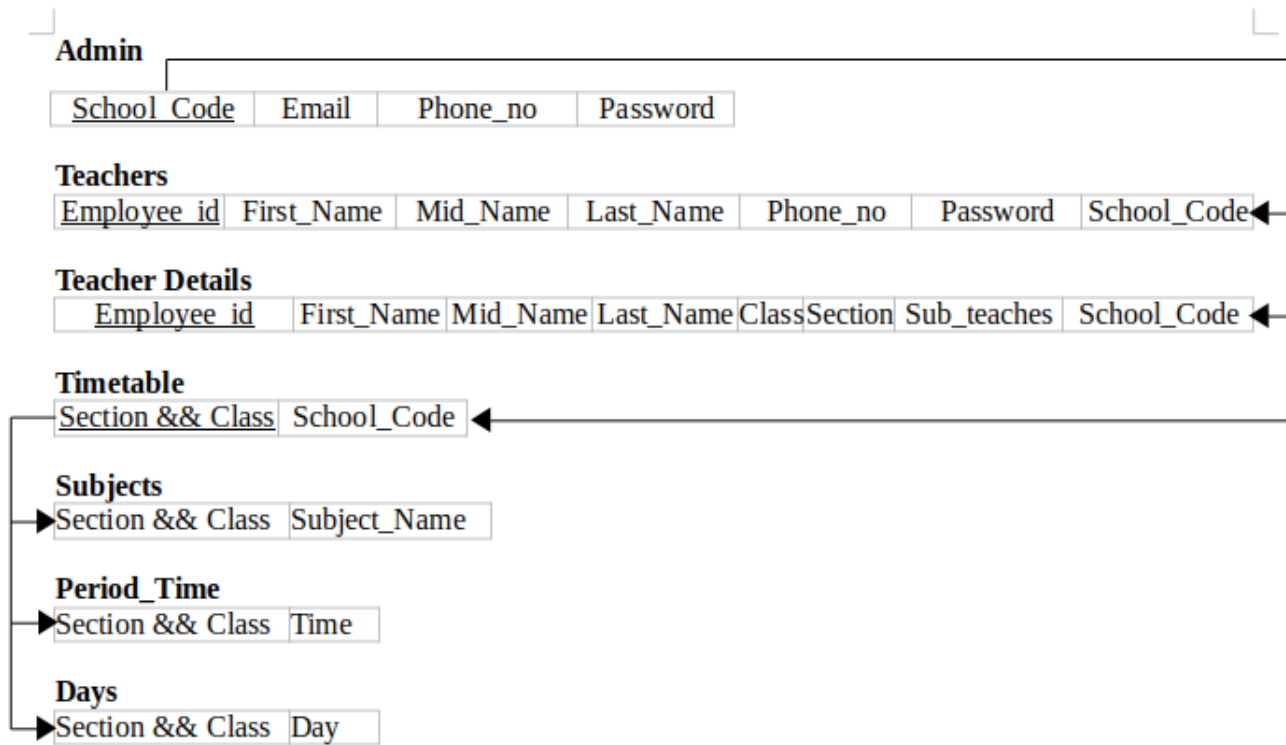 Admin
School_Code Email Phone_no Password
Teachers
Employee_id First_Name Mid_Name Last_Name Phone_no Password School_Code
Teacher Details
Employee_id First_Name Mid_Name Last_Name Class Section Sub_teaches School_Code
Timetable
Section && Class School_Code
Subjects
Section && Class Subject_Name
Period_Time
Section && Class Time
Days
Section && Class Day